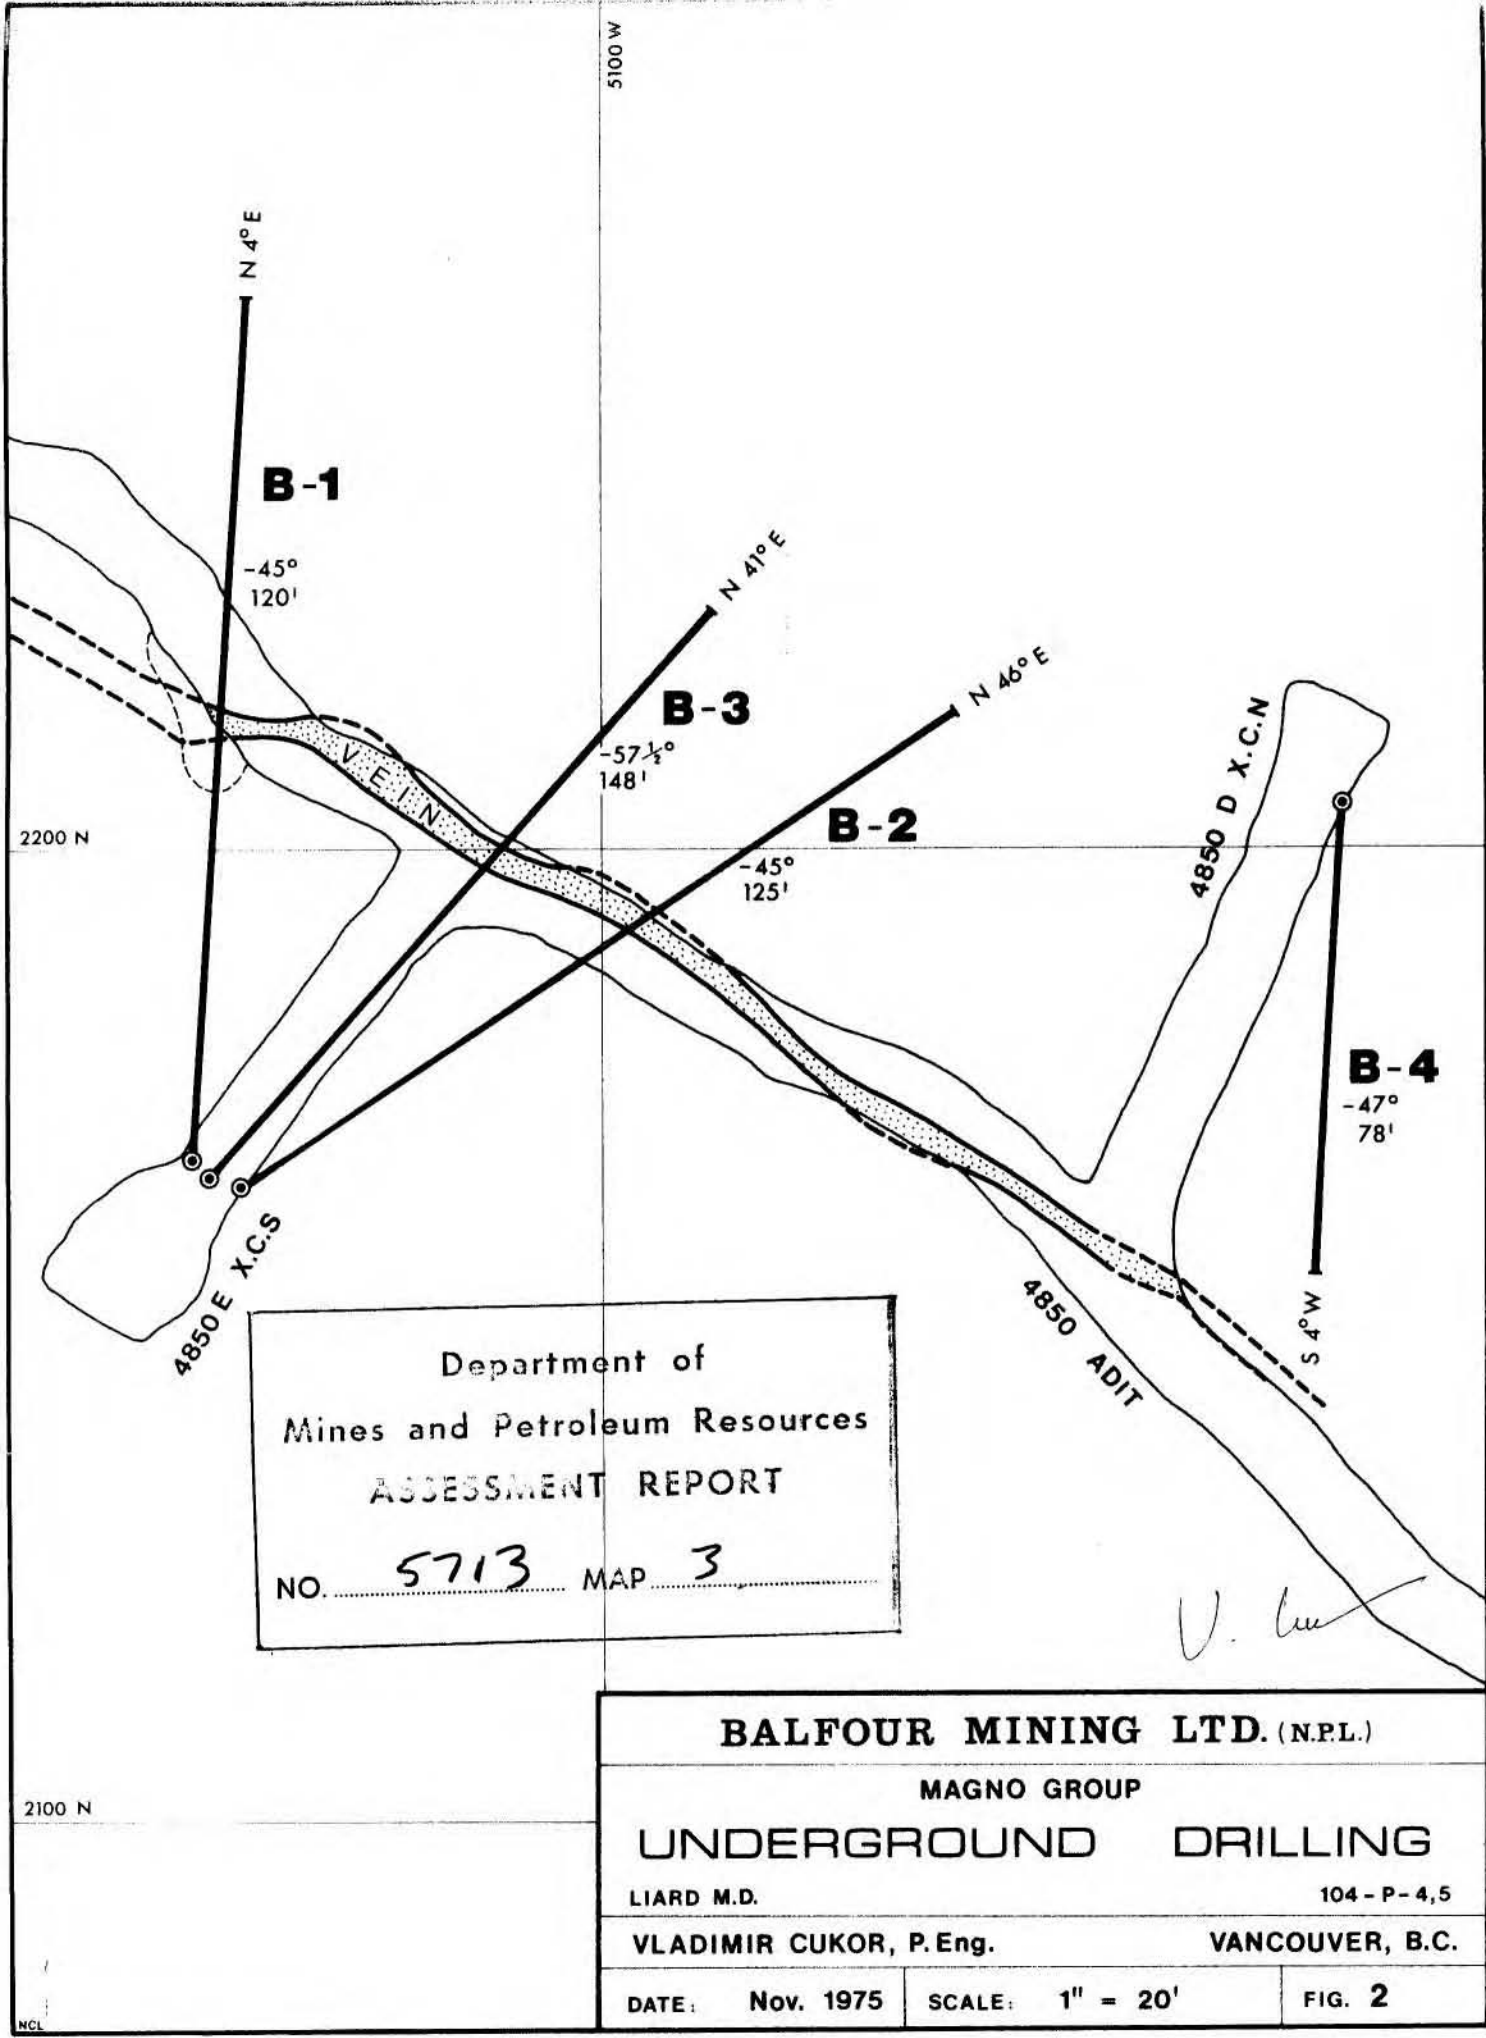 5100 W
N 4° E
B-1
-45°
120'
N 41° E
B-3
-57½°
148'
N 46° E
B-2
-45°
125'
VEIN
2200 N
4850 D X.C.N
B-4
-47°
78'
S 4° W
4850 E X.C.S
4850 ADIT
Department of
Mines and Petroleum Resources
ASSESSMENT REPORT
NO. 5713 MAP 3
BALFOUR MINING LTD. (N.P.L.)
MAGNO GROUP
UNDERGROUND DRILLING
LIARD M.D. 104-P-4,5
VLADIMIR CUKOR, P.Eng. VANCOUVER, B.C.
DATE: Nov. 1975 SCALE: 1" = 20' FIG. 2
2100 N
NCL